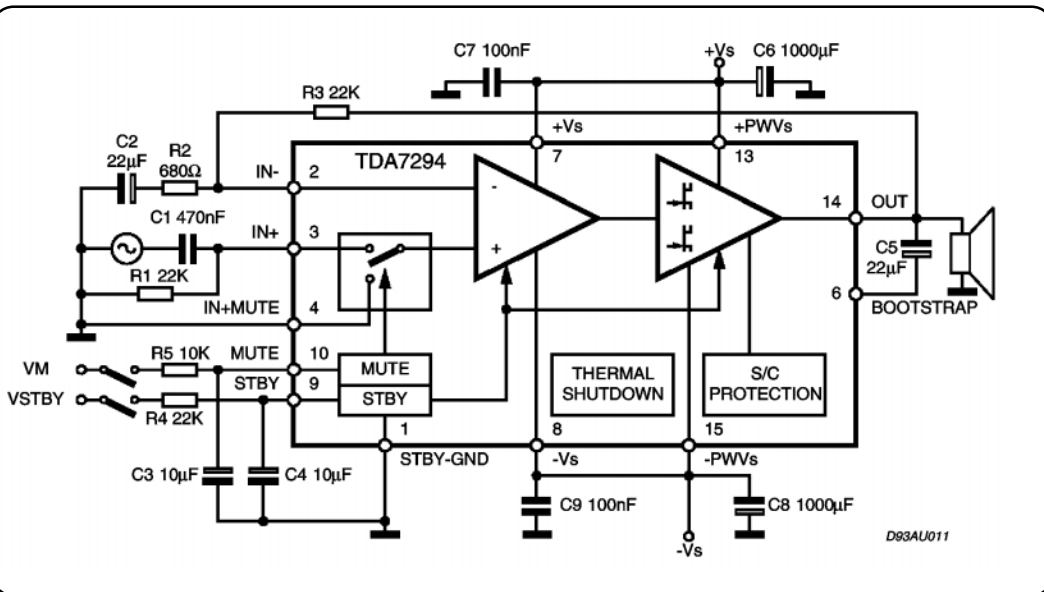 C7 100nF
+Vs
C6 1000µF
R3 22K
+Vs
+PWVs
C2
22µF
R2
680Ω
IN-
2
TDA7294
7
13
-
C1 470nF
IN+
3
+
14
OUT
R1 22K
C5
22µF
IN+MUTE
4
6
BOOTSTRAP
VM
R5 10K
MUTE
10
MUTE
THERMAL
SHUTDOWN
S/C
PROTECTION
VSTBY
R4 22K
STBY
9
STBY
1
8
15
STBY-GND
-Vs
-PWVs
C3 10µF
C4 10µF
C9 100nF
C8 1000µF
-Vs
D93AU011